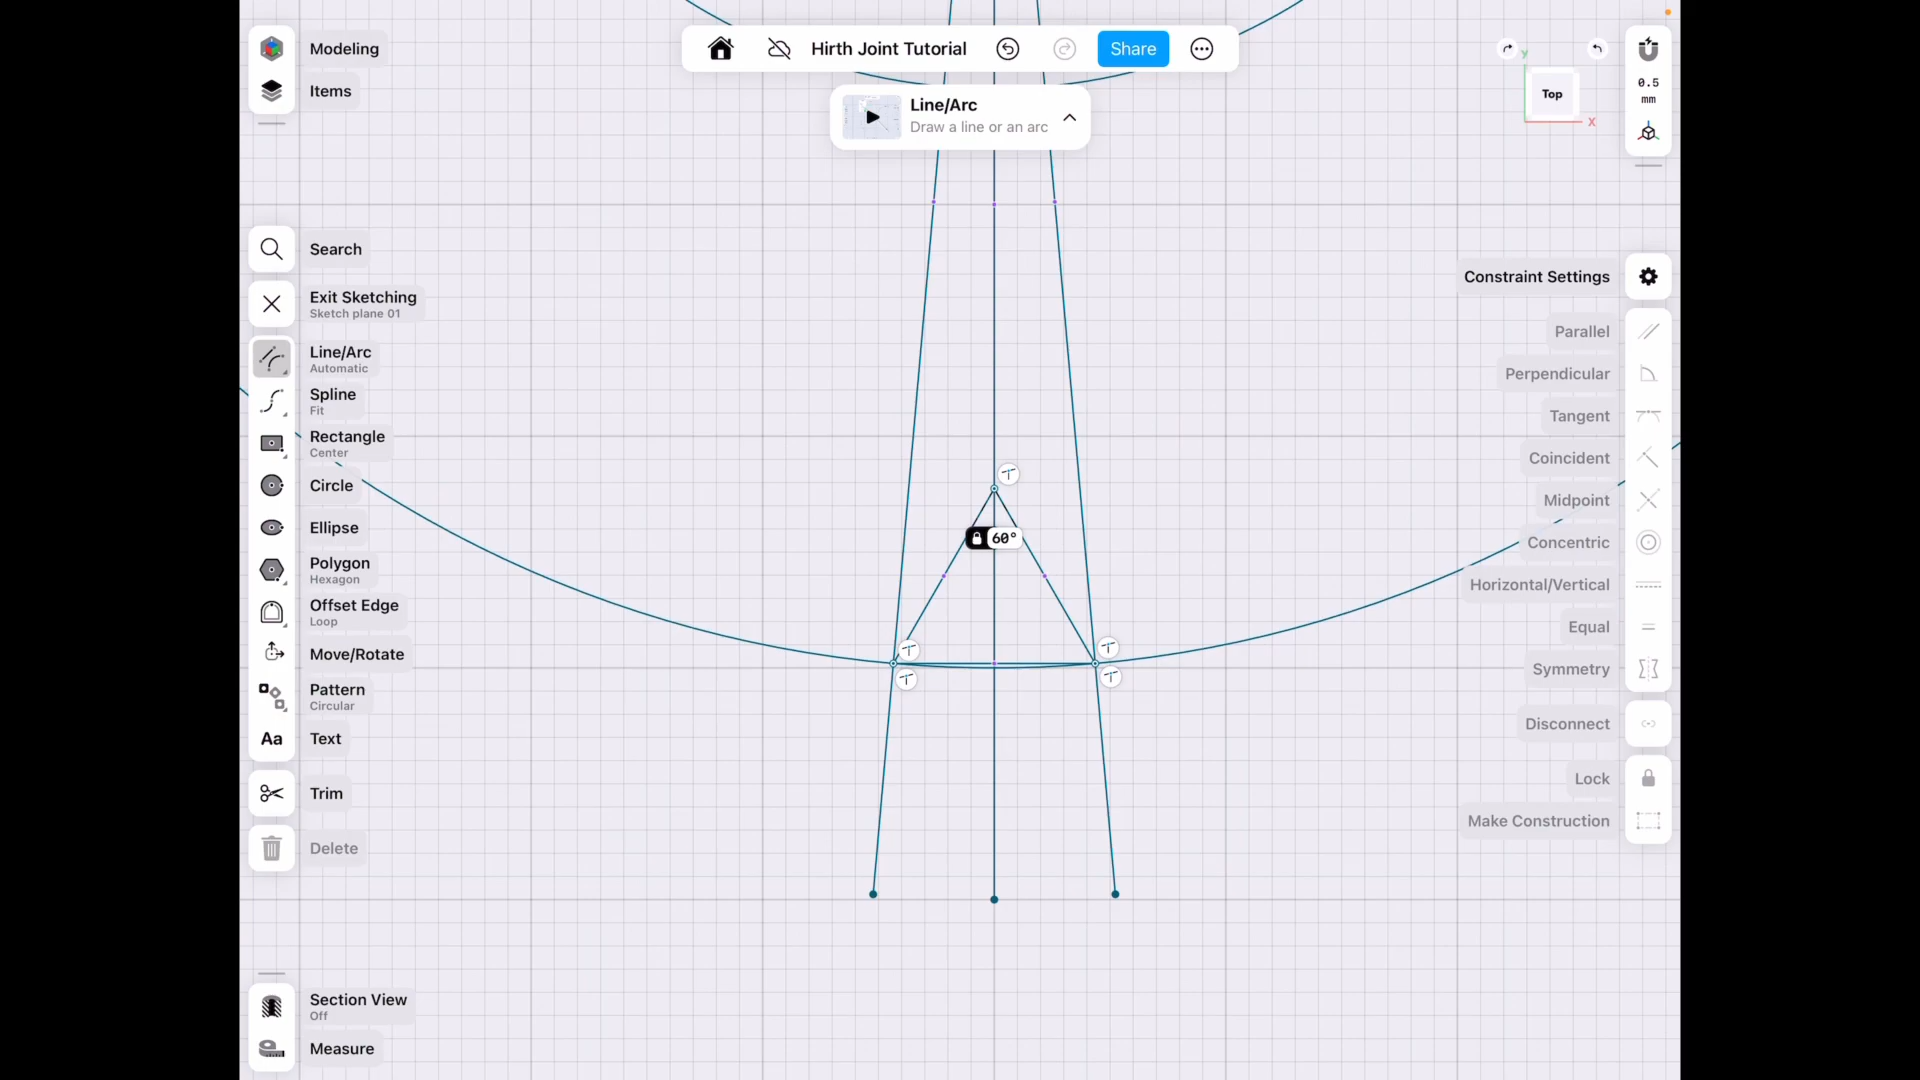 Modeling
Items
Hirth Joint Tutorial
Share
Line/Arc
Draw a line or an arc
y
Top
x
0.5
mm
Search
Exit Sketching
Sketch plane 01
Line/Arc
Automatic
Spline
Fit
Rectangle
Center
Circle
Ellipse
Polygon
Hexagon
Offset Edge
Loop
Move/Rotate
Pattern
Circular
Aa
Text
Trim
Delete
Section View
Off
Measure
60°
Constraint Settings
Parallel
Perpendicular
Tangent
Coincident
Midpoint
Concentric
Horizontal/Vertical
Equal
Symmetry
Disconnect
Lock
Make Construction